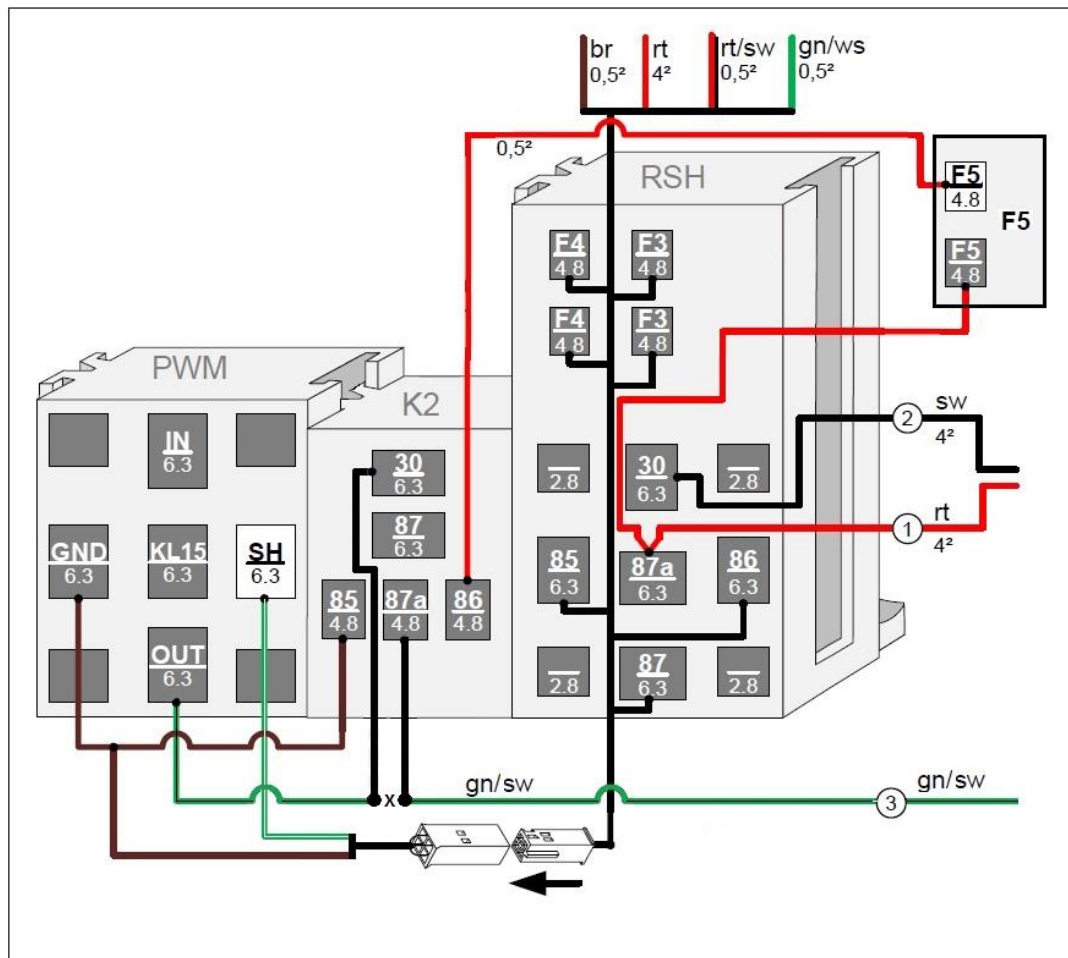 br rt rt/sw gn/ws
0,5² 4² 0,5² 0,5²
0,5²
RSH
F5
4.8
F5
F5
4.8
F4 F3
4.8 4.8
F4 F3
4.8 4.8
PWM
K2
sw
2
4²
IN
6.3
30
6.3
2.8
30
6.3
2.8
87
6.3
rt
1
4²
GND KL15 SH
6.3 6.3 6.3
85 87a 86
6.3 6.3 6.3
85 87a 86
4.8 4.8 4.8
OUT
6.3
2.8
87
6.3
2.8
x
gn/sw
gn/sw
3